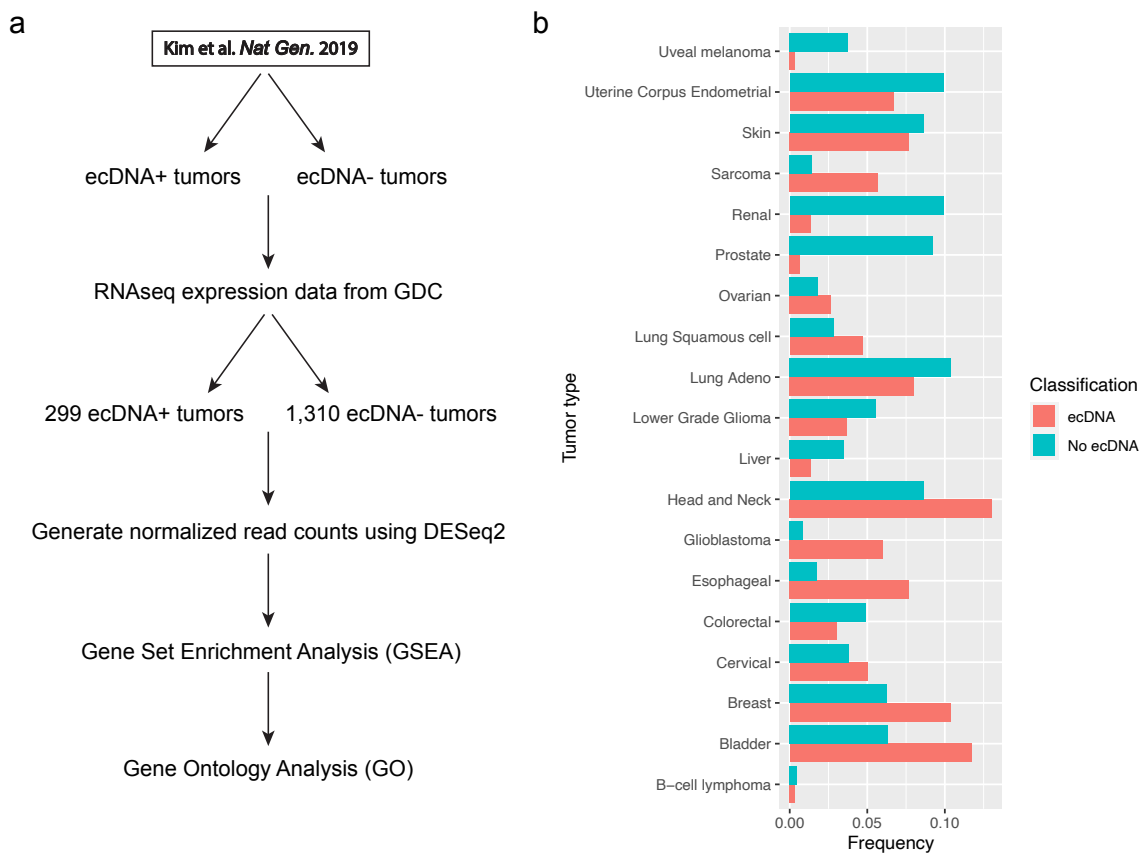 a
Kim et al. Nat Gen. 2019
ecDNA+ tumors
ecDNA- tumors
RNAseq expression data from GDC
299 ecDNA+ tumors
1,310 ecDNA- tumors
Generate normalized read counts using DESeq2
Gene Set Enrichment Analysis (GSEA)
Gene Ontology Analysis (GO)
b
Tumor type
Uveal melanoma
Uterine Corpus Endometrial
Skin
Sarcoma
Renal
Prostate
Ovarian
Lung Squamous cell
Lung Adeno
Lower Grade Glioma
Liver
Head and Neck
Glioblastoma
Esophageal
Colorectal
Cervical
Breast
Bladder
B−cell lymphoma
0.00
0.05
0.10
Frequency
Classification
ecDNA
No ecDNA